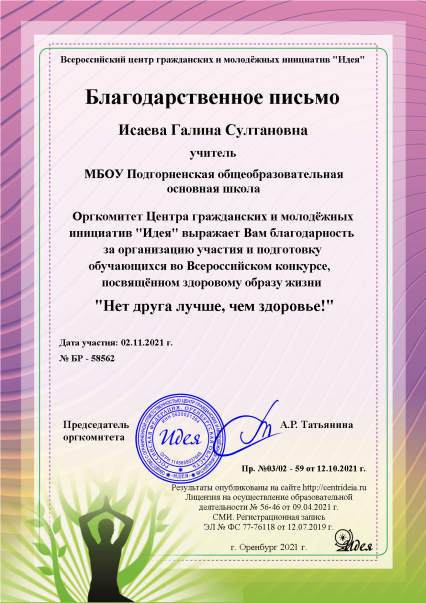 Всероссийский центр гражданских и молодёжных инициатив "Идея"
Благодарственное письмо
Исаева Галина Султановна
учитель
МБОУ Подгорненская общеобразовательная
основная школа
Оргкомитет Центра гражданских и молодёжных
инициатив "Идея" выражает Вам благодарность
за организацию участия и подготовку
обучающихся во Всероссийском конкурсе,
посвящённом здоровому образу жизни
"Нет друга лучше, чем здоровье!"
Дата участия: 02.11.2021 г.
№ БР - 58562
Председатель
оргкомитета
Идея
А.Р. Татьянина
Пр. №03/02 - 59 от 12.10.2021 г.
Результаты опубликованы на сайте http://centrideia.ru
Лицензия на осуществление образовательной
деятельности № 56-46 от 09.04.2021 г.
СМИ. Регистрационная запись
ЭЛ № ФС 77-76118 от 12.07.2019 г.
г. Оренбург 2021 г.
Идея